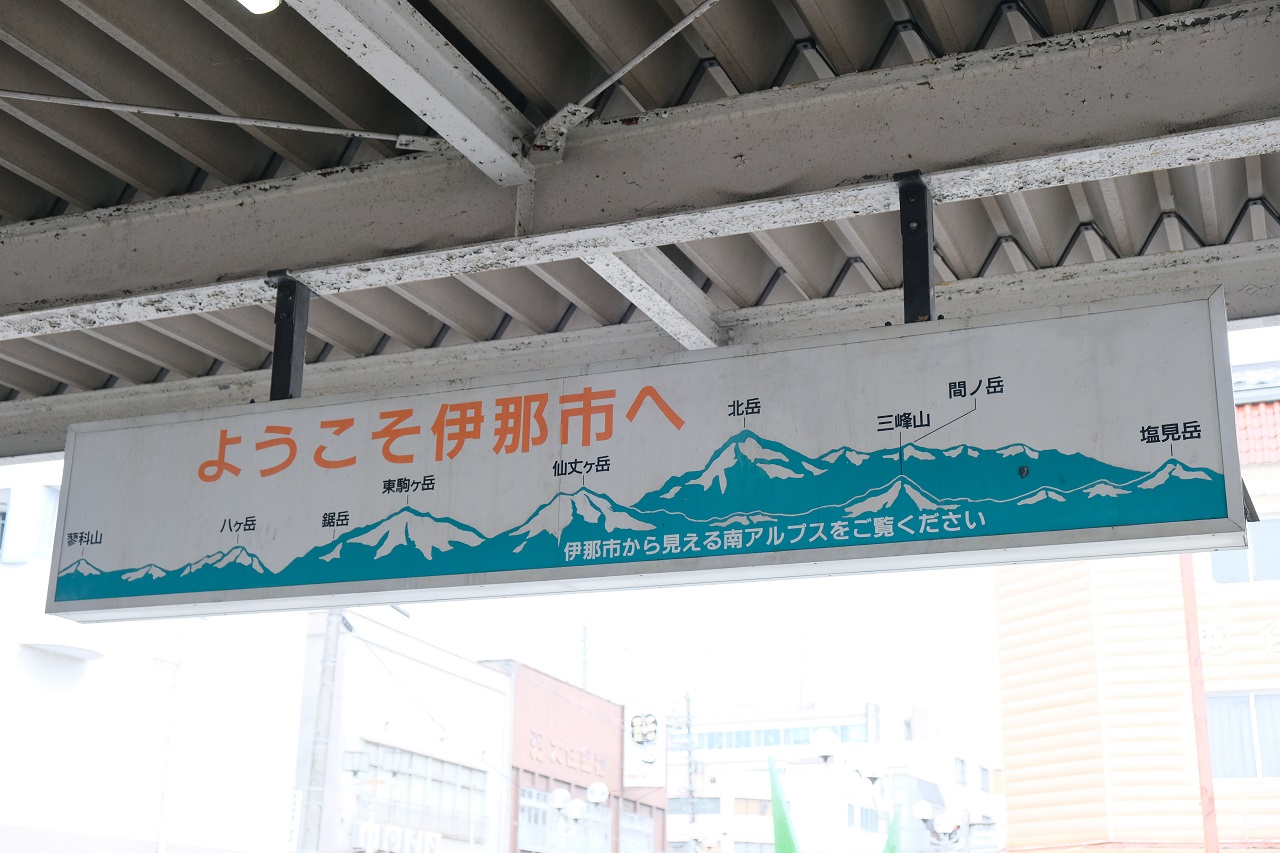 ようこそ伊那市へ
蓼科山
八ヶ岳
鋸岳
東駒ヶ岳
仙丈ヶ岳
北岳
三峰山
間ノ岳
塩見岳
伊那市から見える南アルプスをご覧ください